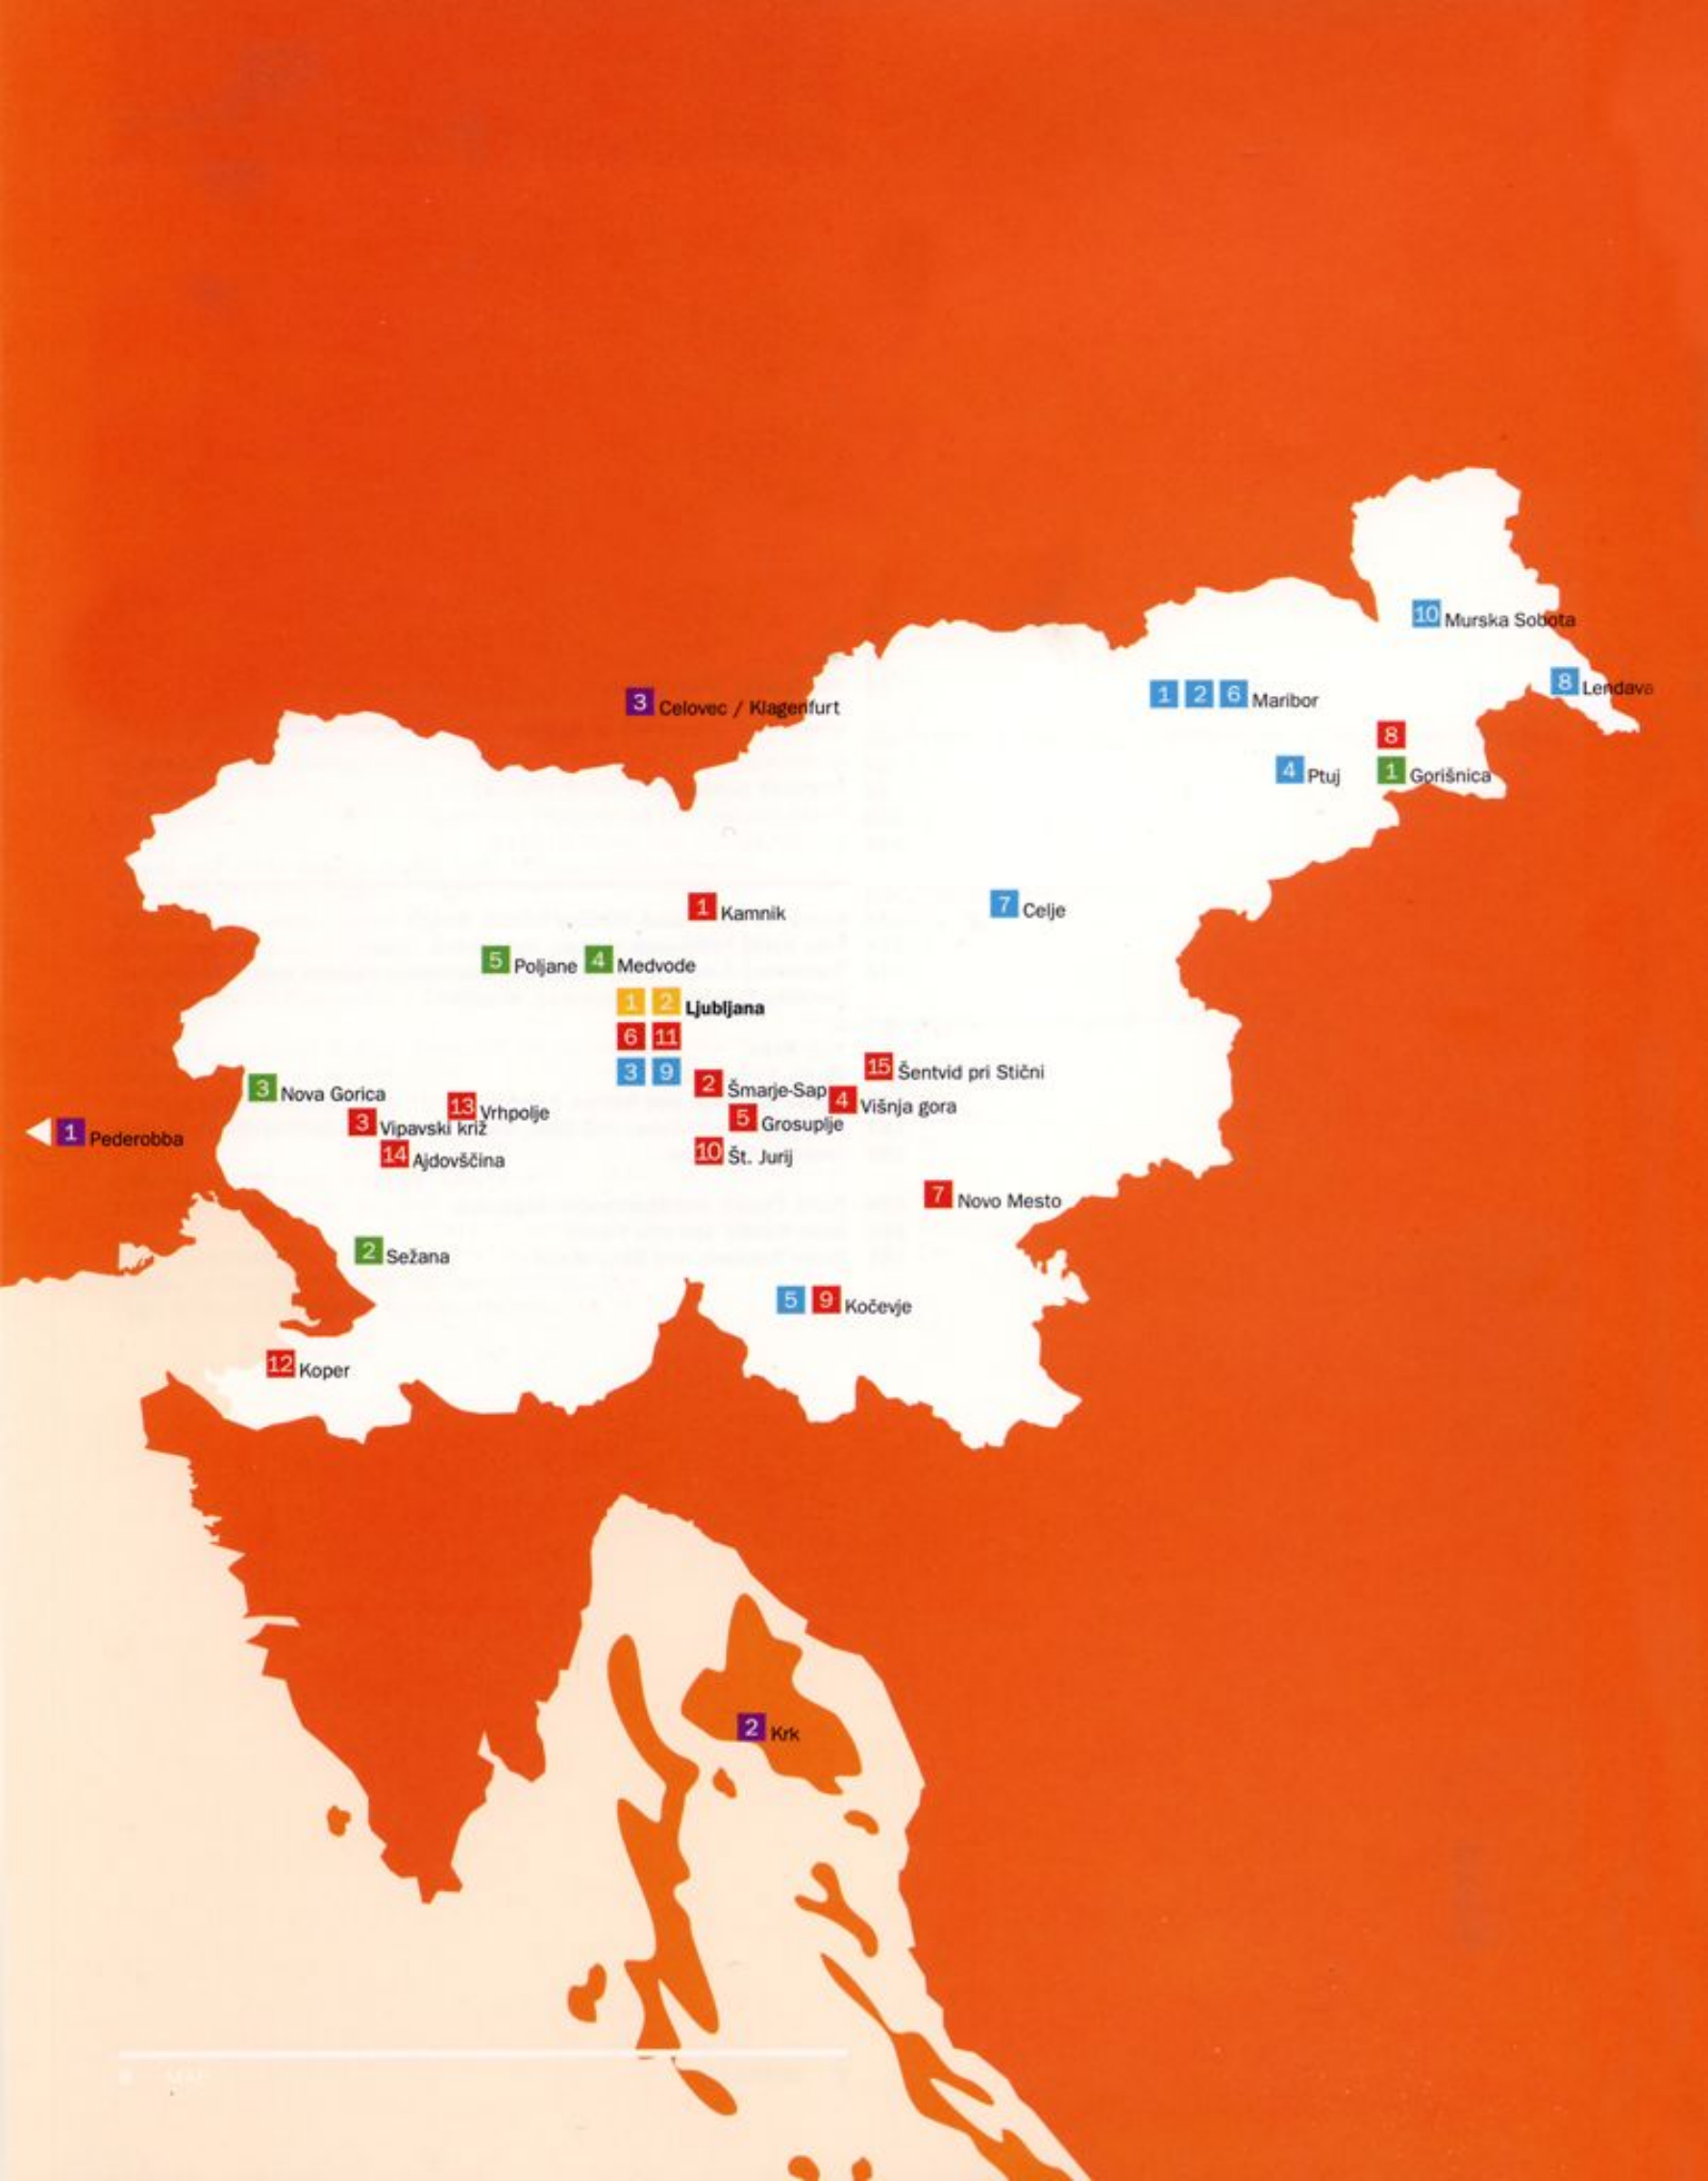 10 Murska Sobota
8 Lendava
1 2 6 Maribor
3 Celovec / Klagenfurt
8
4 Ptuj
1 Gorišnica
1 Kamnik
7 Celje
5 Poljane
4 Medvode
1 2 Ljubljana
6 11
3 9
15 Šentvid pri Stični
2 Šmarje-Sap
3 Nova Gorica
4 Višnja gora
13 Vrhpolje
5 Grosuplje
3 Vipavski križ
1 Pederobba
10 Št. Jurij
14 Ajdovščina
7 Novo Mesto
2 Sežana
5 9 Kočevje
12 Koper
2 Krk
MAP